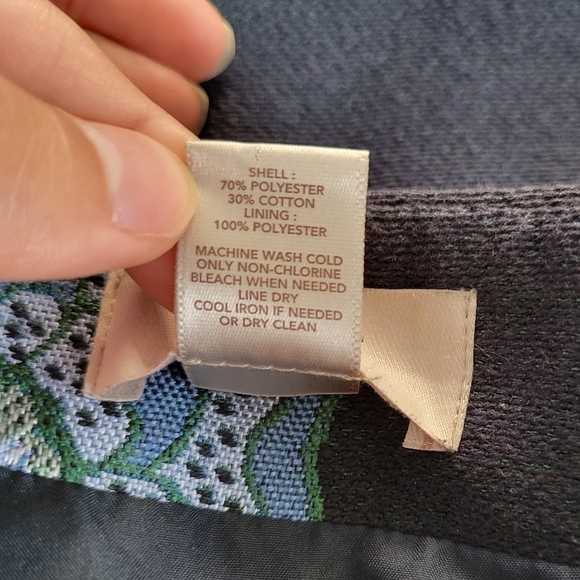 SHELL :
70% POLYESTER
30% COTTON
LINING :
100% POLYESTER
MACHINE WASH COLD
ONLY NON-CHLORINE
BLEACH WHEN NEEDED
LINE DRY
COOL IRON IF NEEDED
OR DRY CLEAN